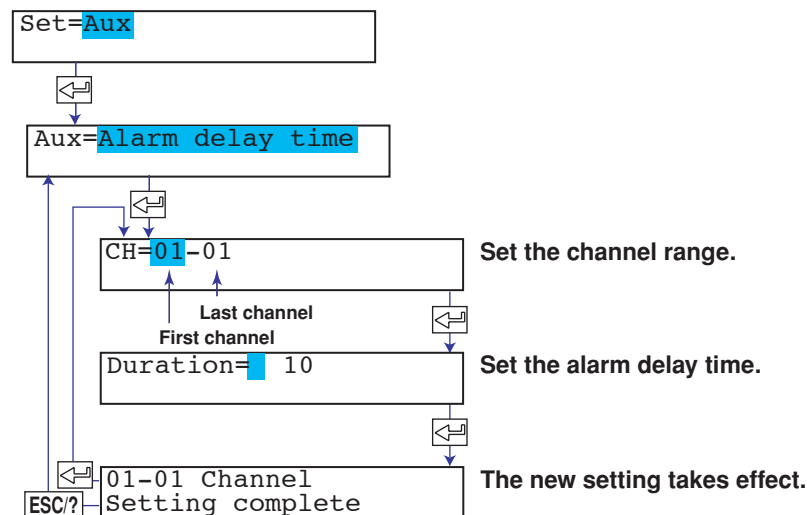 Set=Aux
Aux=Alarm delay time
CH=01-01
Set the channel range.
Last channel
First channel
Duration= 10
Set the alarm delay time.
01-01 Channel
The new setting takes effect.
ESC/?
Setting complete